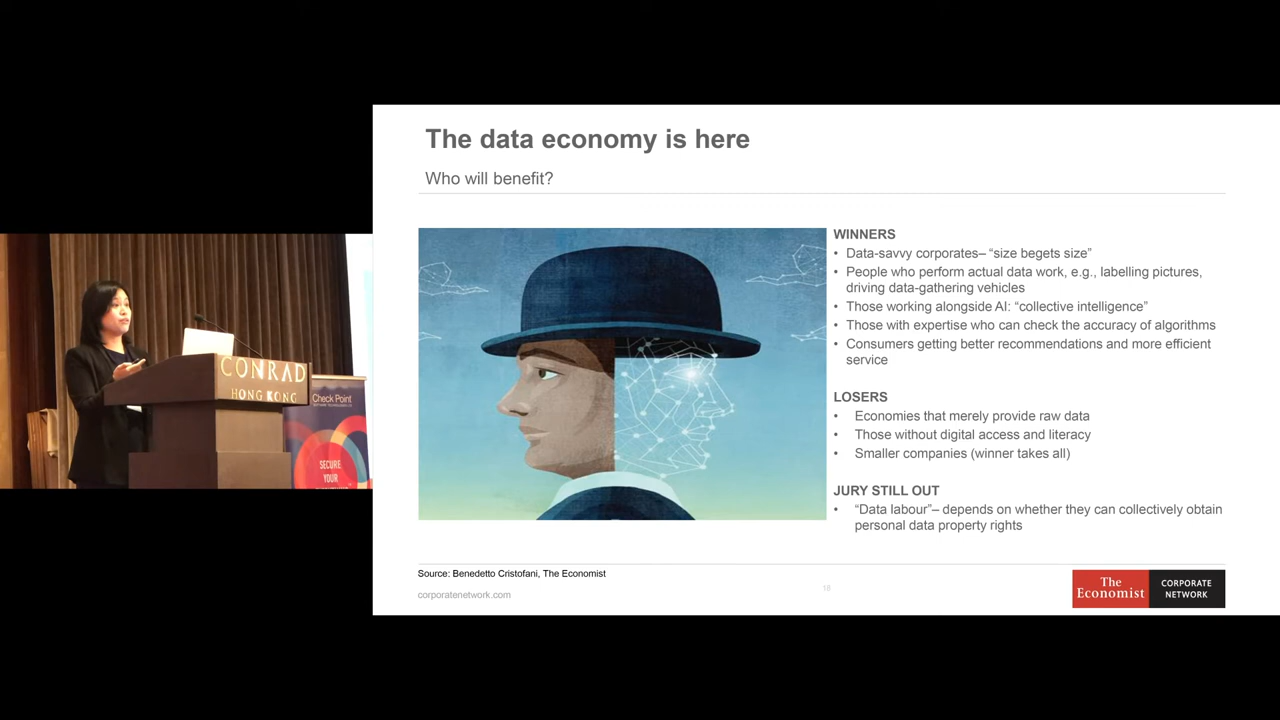 The data economy is here
Who will benefit?
WINNERS
• Data-savvy corporates– “size begets size”
• People who perform actual data work, e.g., labelling pictures,
driving data-gathering vehicles
• Those working alongside AI: “collective intelligence”
• Those with expertise who can check the accuracy of algorithms
• Consumers getting better recommendations and more efficient
service
LOSERS
• Economies that merely provide raw data
• Those without digital access and literacy
• Smaller companies (winner takes all)
JURY STILL OUT
• “Data labour”– depends on whether they can collectively obtain
personal data property rights
Source: Benedetto Cristofani, The Economist
corporatenetwork.com
18
The
Economist
CORPORATE
NETWORK
CONRAD
HONG KONG
Check Point
SECURE
YOUR